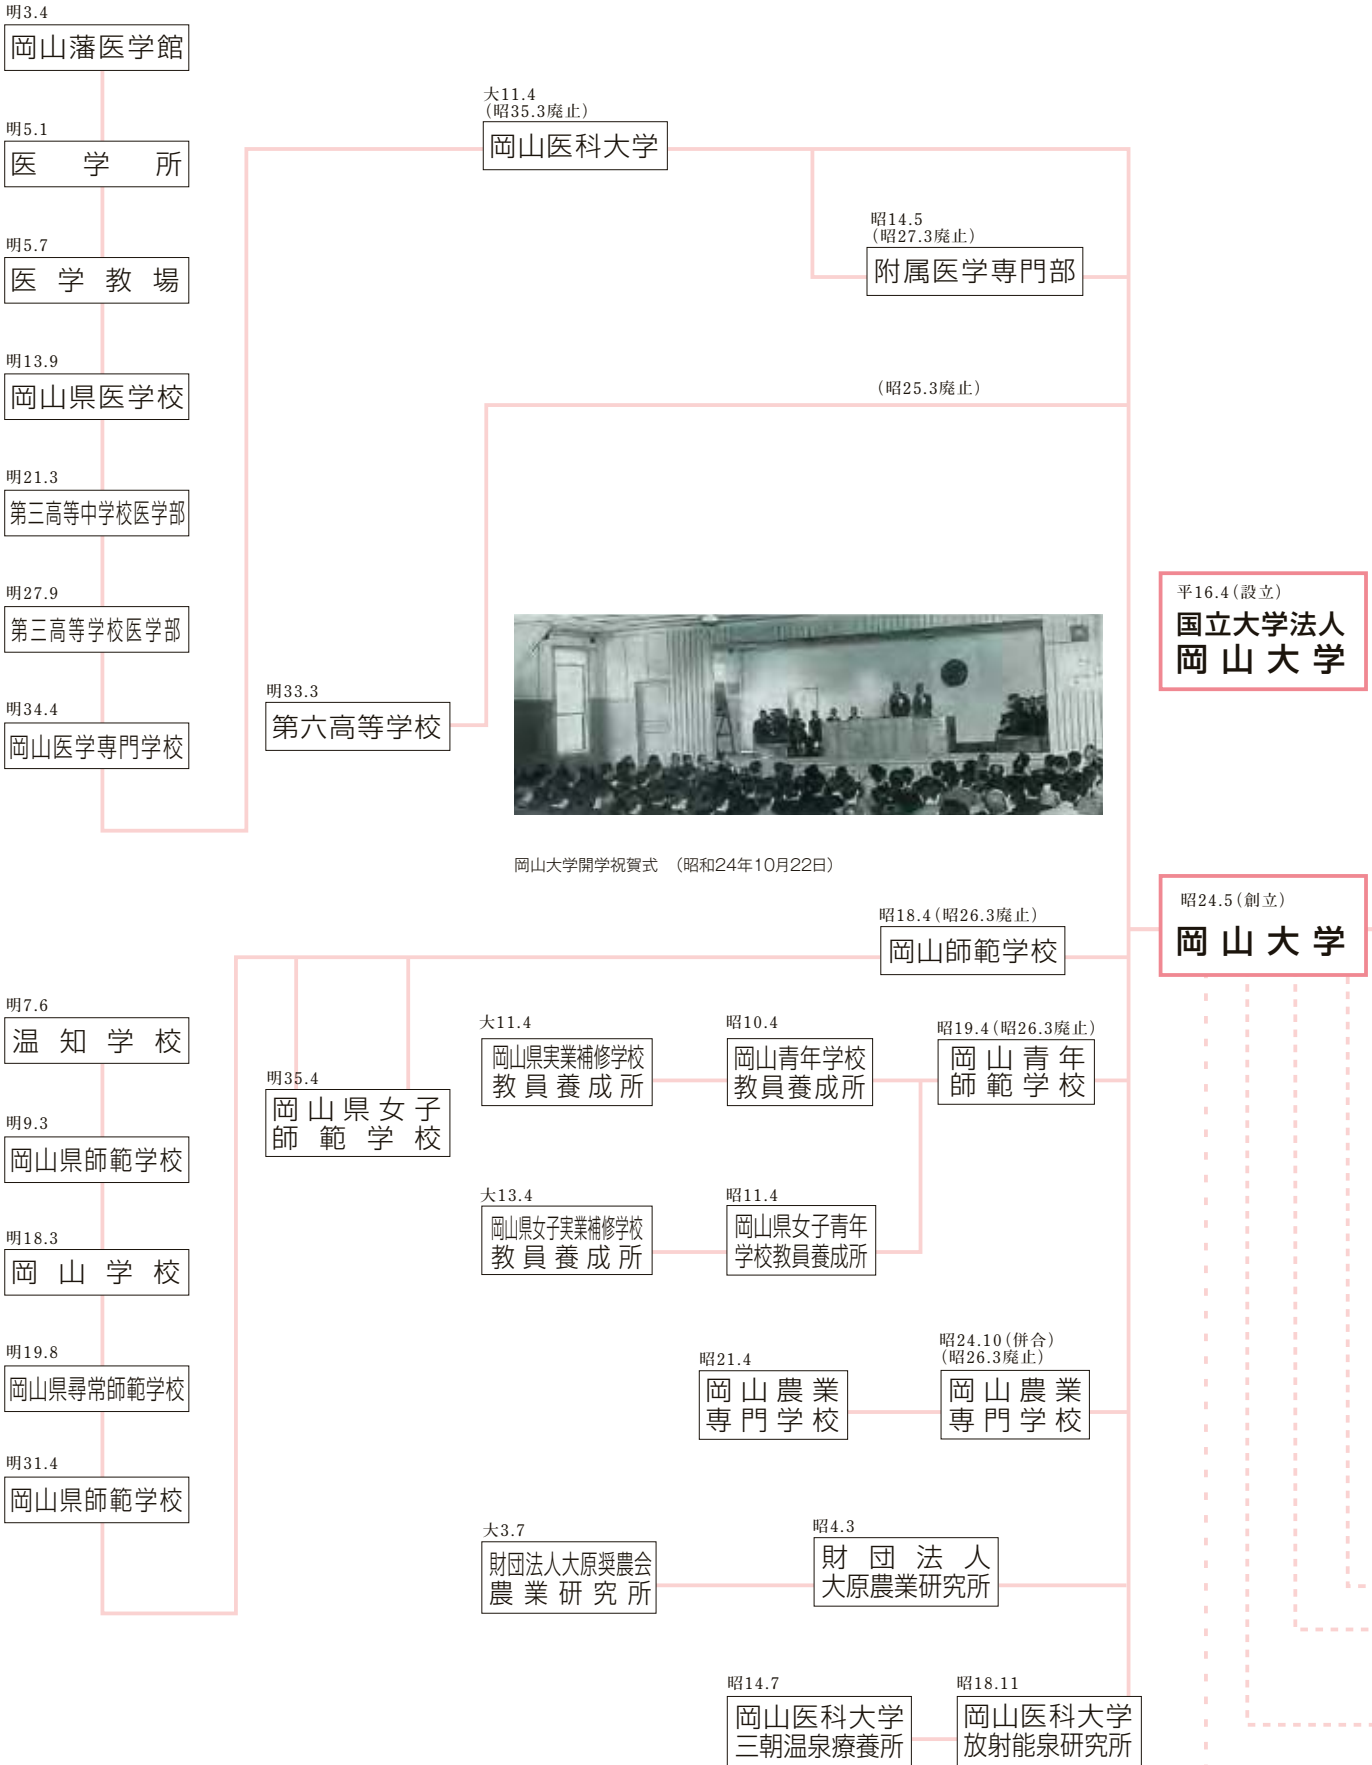 明3.4
岡山藩医学館
明5.1
医学所
明5.7
医学教場
明13.9
岡山県医学校
明21.3
第三高等中学校医学部
明27.9
第三高等学校医学部
明34.4
岡山医学専門学校
大11.4
(昭35.3廃止)
岡山医科大学
昭14.5
(昭27.3廃止)
附属医学専門部
(昭25.3廃止)
明33.3
第六高等学校
岡山大学開学祝賀式 (昭和24年10月22日)
平16.4(設立)
国立大学法人
岡山大学
昭24.5(創立)
岡山大学
昭18.4(昭26.3廃止)
岡山師範学校
明7.6
温知学校
明9.3
岡山県師範学校
明18.3
岡山学校
明19.8
岡山県尋常師範学校
明31.4
岡山県師範学校
明35.4
岡山県女子
師範学校
大11.4
岡山県実業補修学校
教員養成所
昭10.4
岡山青年学校
教員養成所
昭19.4(昭26.3廃止)
岡山青年
師範学校
大13.4
岡山県女子実業補修学校
教員養成所
昭11.4
岡山県女子青年
学校教員養成所
昭21.4
岡山農業
専門学校
昭24.10(併合)
(昭26.3廃止)
岡山農業
専門学校
大3.7
財団法人大原奨農会
農業研究所
昭4.3
財団法人
大原農業研究所
昭14.7
岡山医科大学
三朝温泉療養所
昭18.11
岡山医科大学
放射能泉研究所